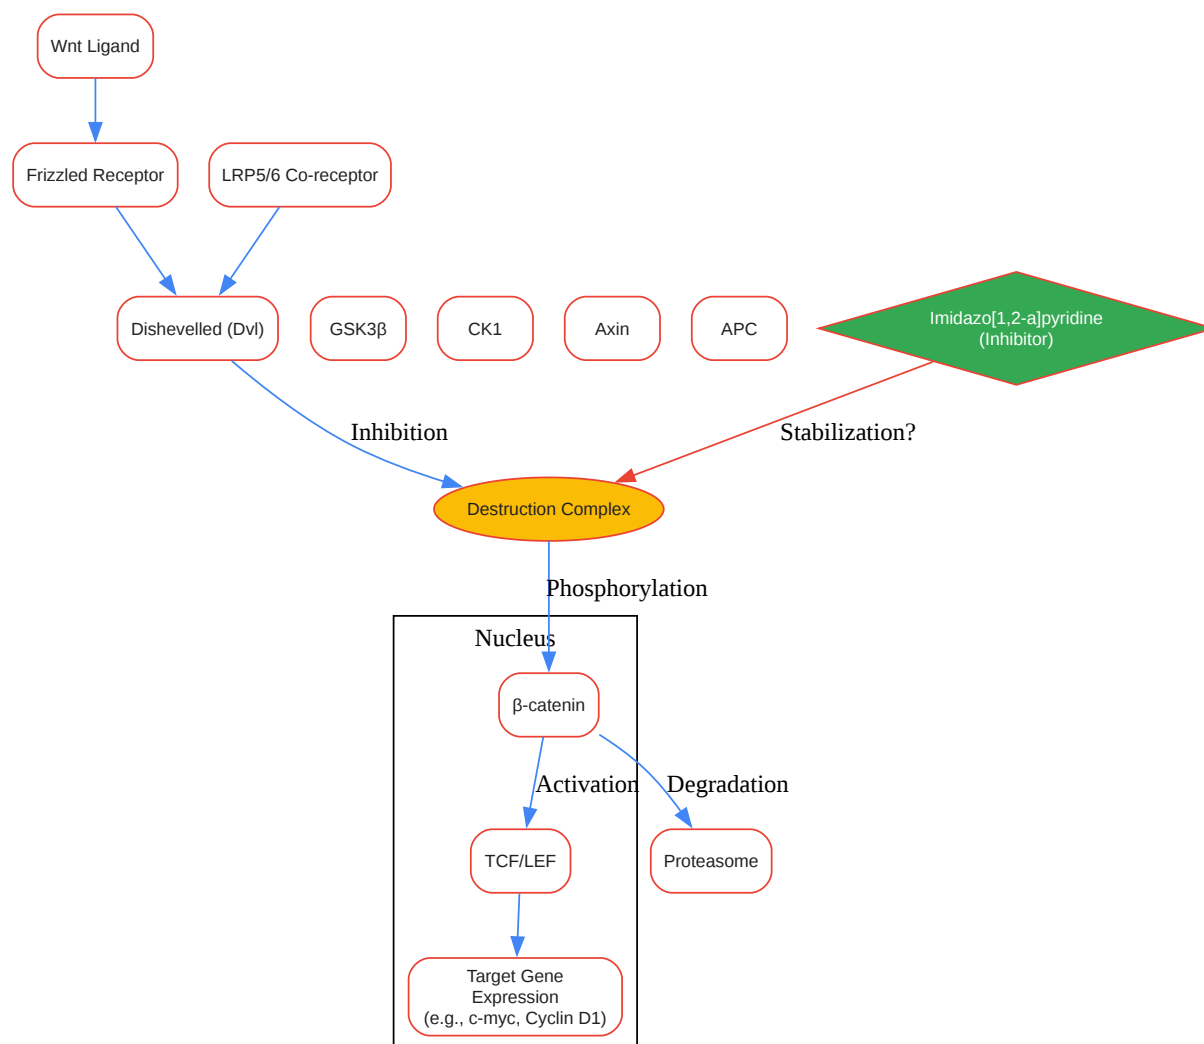 Wnt Ligand
Frizzled Receptor
LRP5/6 Co-receptor
Dishevelled (Dvl)
GSK3β
CK1
Axin
APC
Imidazo[1,2-a]pyridine
(Inhibitor)
Inhibition
Stabilization?
Destruction Complex
Phosphorylation
Nucleus
β-catenin
Activation
Degradation
TCF/LEF
Proteasome
Target Gene
Expression
(e.g., c-myc, Cyclin D1)